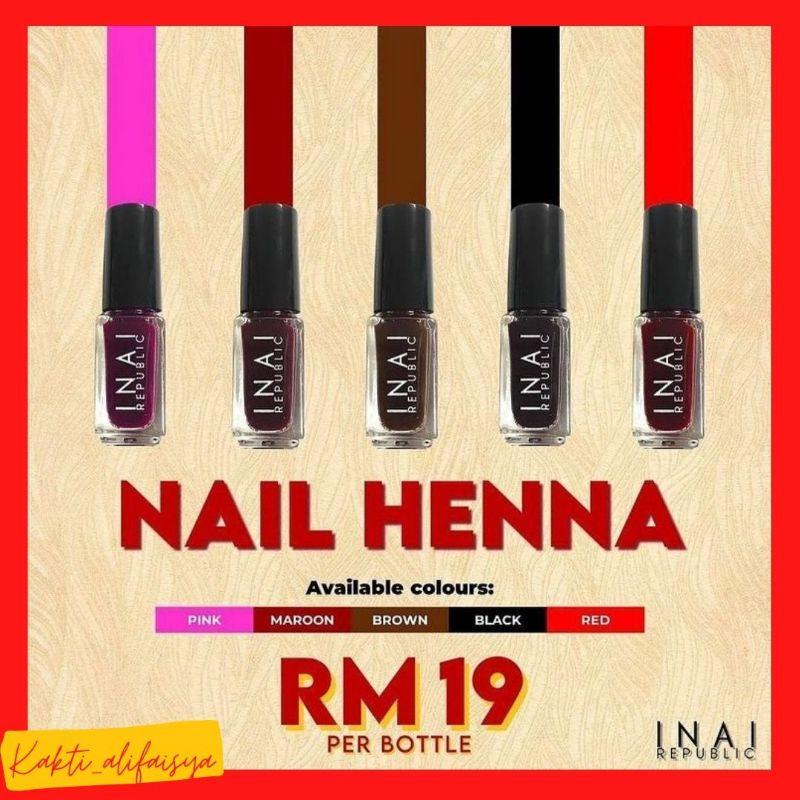 INAI
REPUBLIC
INAI
REPUBLIC
INAI
REPUBLIC
INAI
REPUBLIC
INAI
REPUBLIC
NAIL HENNA
Available colours:
PINK MAROON BROWN BLACK RED
RM 19
PER BOTTLE
Kakti_alifaisya
INAI
REPUBLIC